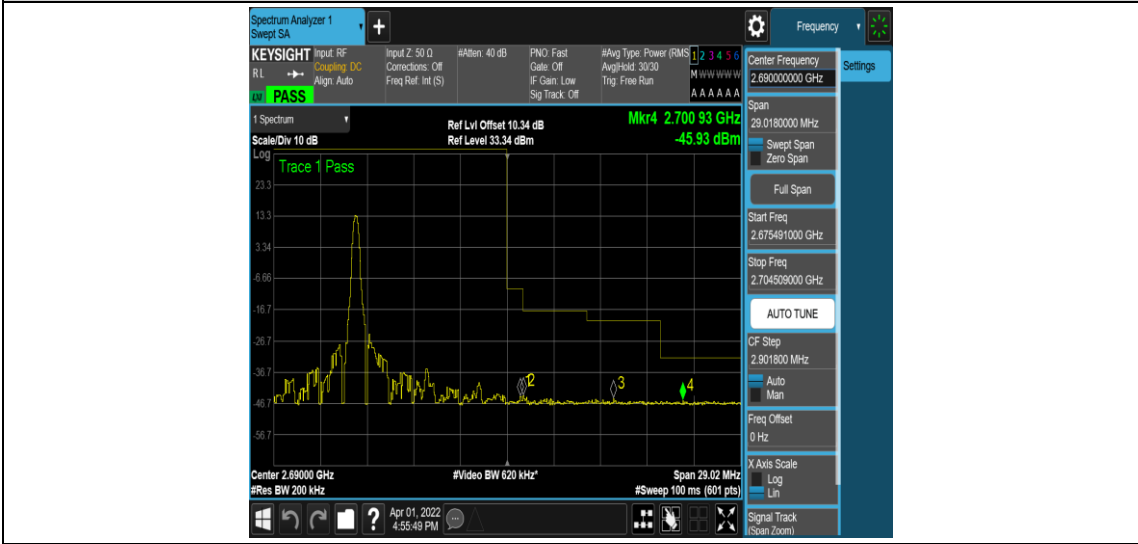 Spectrum Analyzer 1
Swept SA
+
Frequency
KEYSIGHT Input: RF
Coupling: DC
Align: Auto
RL
PASS
Input Z: 50 Ω
Corrections: Off
Freq Ref: Int (S)
#Atten: 40 dB
PNO: Fast
Gate: Off
IF Gain: Low
Sig Track: Off
#Avg Type: Power (RMS
Avg|Hold: 30/30
Trig: Free Run
1 2 3 4 5 6
M W W W W W
A A A A A A
1 Spectrum
Scale/Div 10 dB
Ref Lvl Offset 10.34 dB
Ref Level 33.34 dBm
Mkr4 2.700 93 GHz
-45.93 dBm
Log
Trace 1 Pass
23.3
13.3
3.34
-6.66
-16.7
-26.7
-36.7
-46.7
-56.7
2
3
4
Center 2.69000 GHz
#Video BW 620 kHz*
Span 29.02 MHz
#Res BW 200 kHz
#Sweep 100 ms (601 pts)
?
Apr 01, 2022
4:55:49 PM
Center Frequency
2.690000000 GHz
Settings
Span
29.0180000 MHz
Swept Span
Zero Span
Full Span
Start Freq
2.675491000 GHz
Stop Freq
2.704509000 GHz
AUTO TUNE
CF Step
2.901800 MHz
Auto
Man
Freq Offset
0 Hz
X Axis Scale
Log
Lin
Signal Track
(Span Zoom)